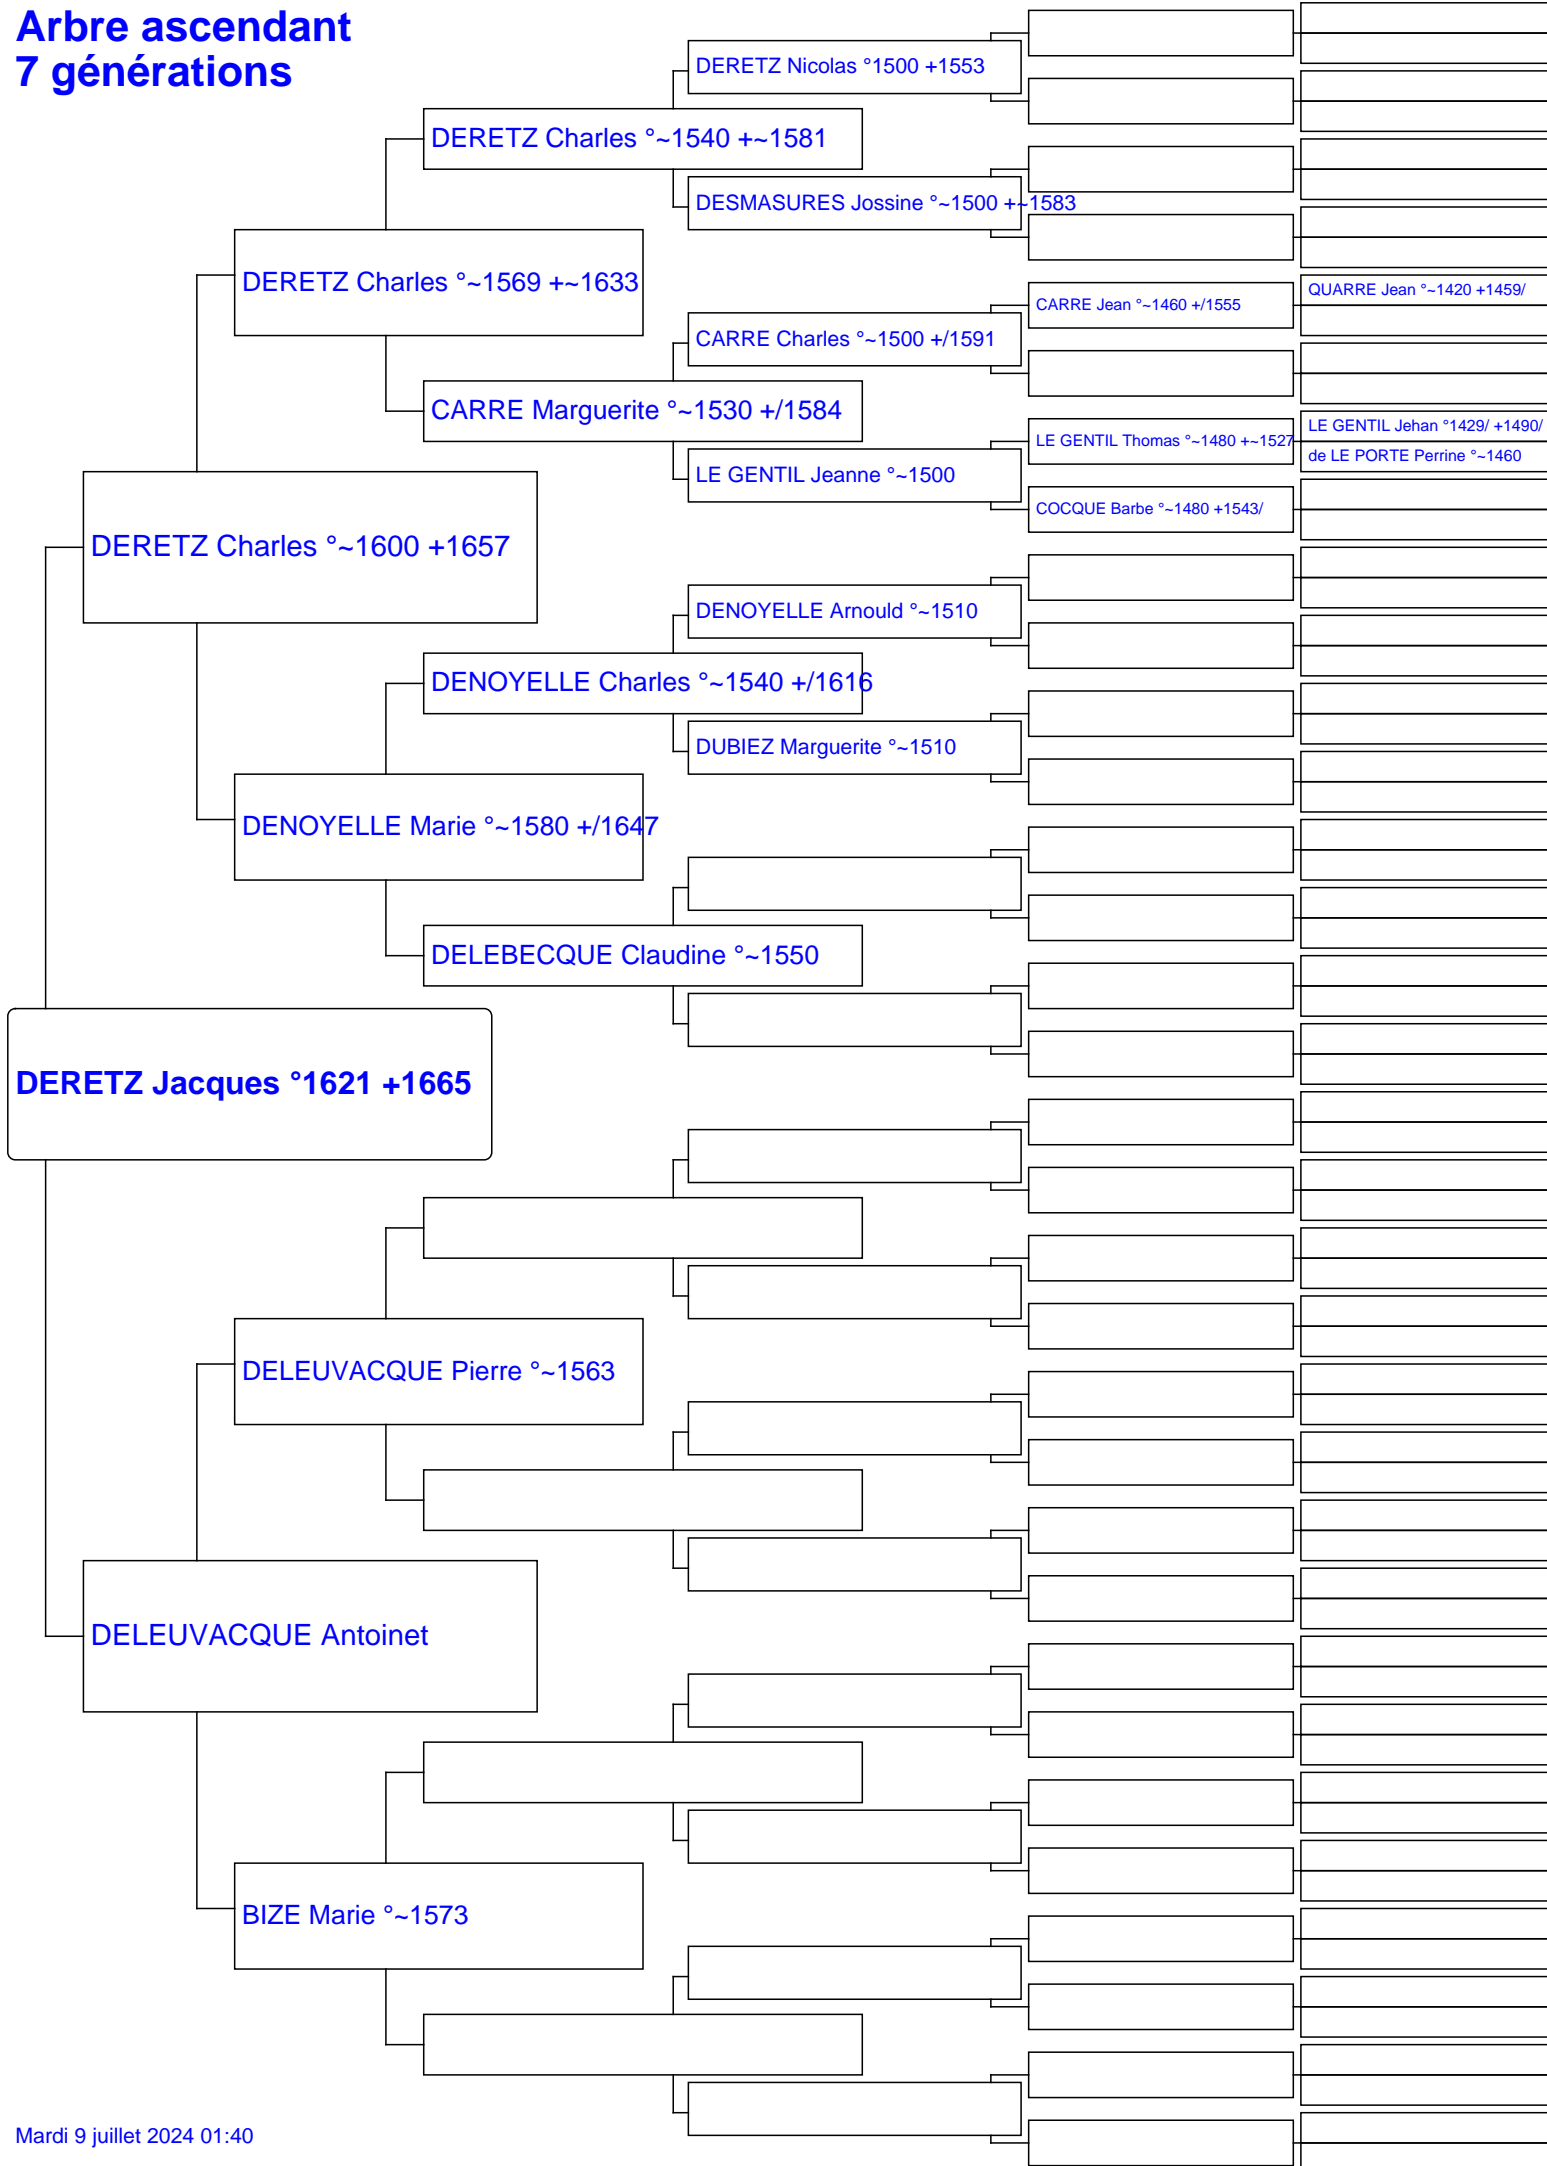 Arbre ascendant
7 générations
DERETZ Nicolas °1500 +1553
DERETZ Charles °~1540 +~1581
DESMASURES Jossine °~1500 +~1583
DERETZ Charles °~1569 +~1633
QUARRE Jean °~1420 +1459/
CARRE Jean °~1460 +/1555
CARRE Charles °~1500 +/1591
CARRE Marguerite °~1530 +/1584
LE GENTIL Jehan °1429/ +1490/
LE GENTIL Thomas °~1480 +~1527
de LE PORTE Perrine °~1460
LE GENTIL Jeanne °~1500
COCQUE Barbe °~1480 +1543/
DERETZ Charles °~1600 +1657
DENOYELLE Arnould °~1510
DENOYELLE Charles °~1540 +/1616
DUBIEZ Marguerite °~1510
DENOYELLE Marie °~1580 +/1647
DELEBECQUE Claudine °~1550
DERETZ Jacques °1621 +1665
DELEUVACQUE Pierre °~1563
DELEUVACQUE Antoinet
BIZE Marie °~1573
Mardi 9 juillet 2024 01:40